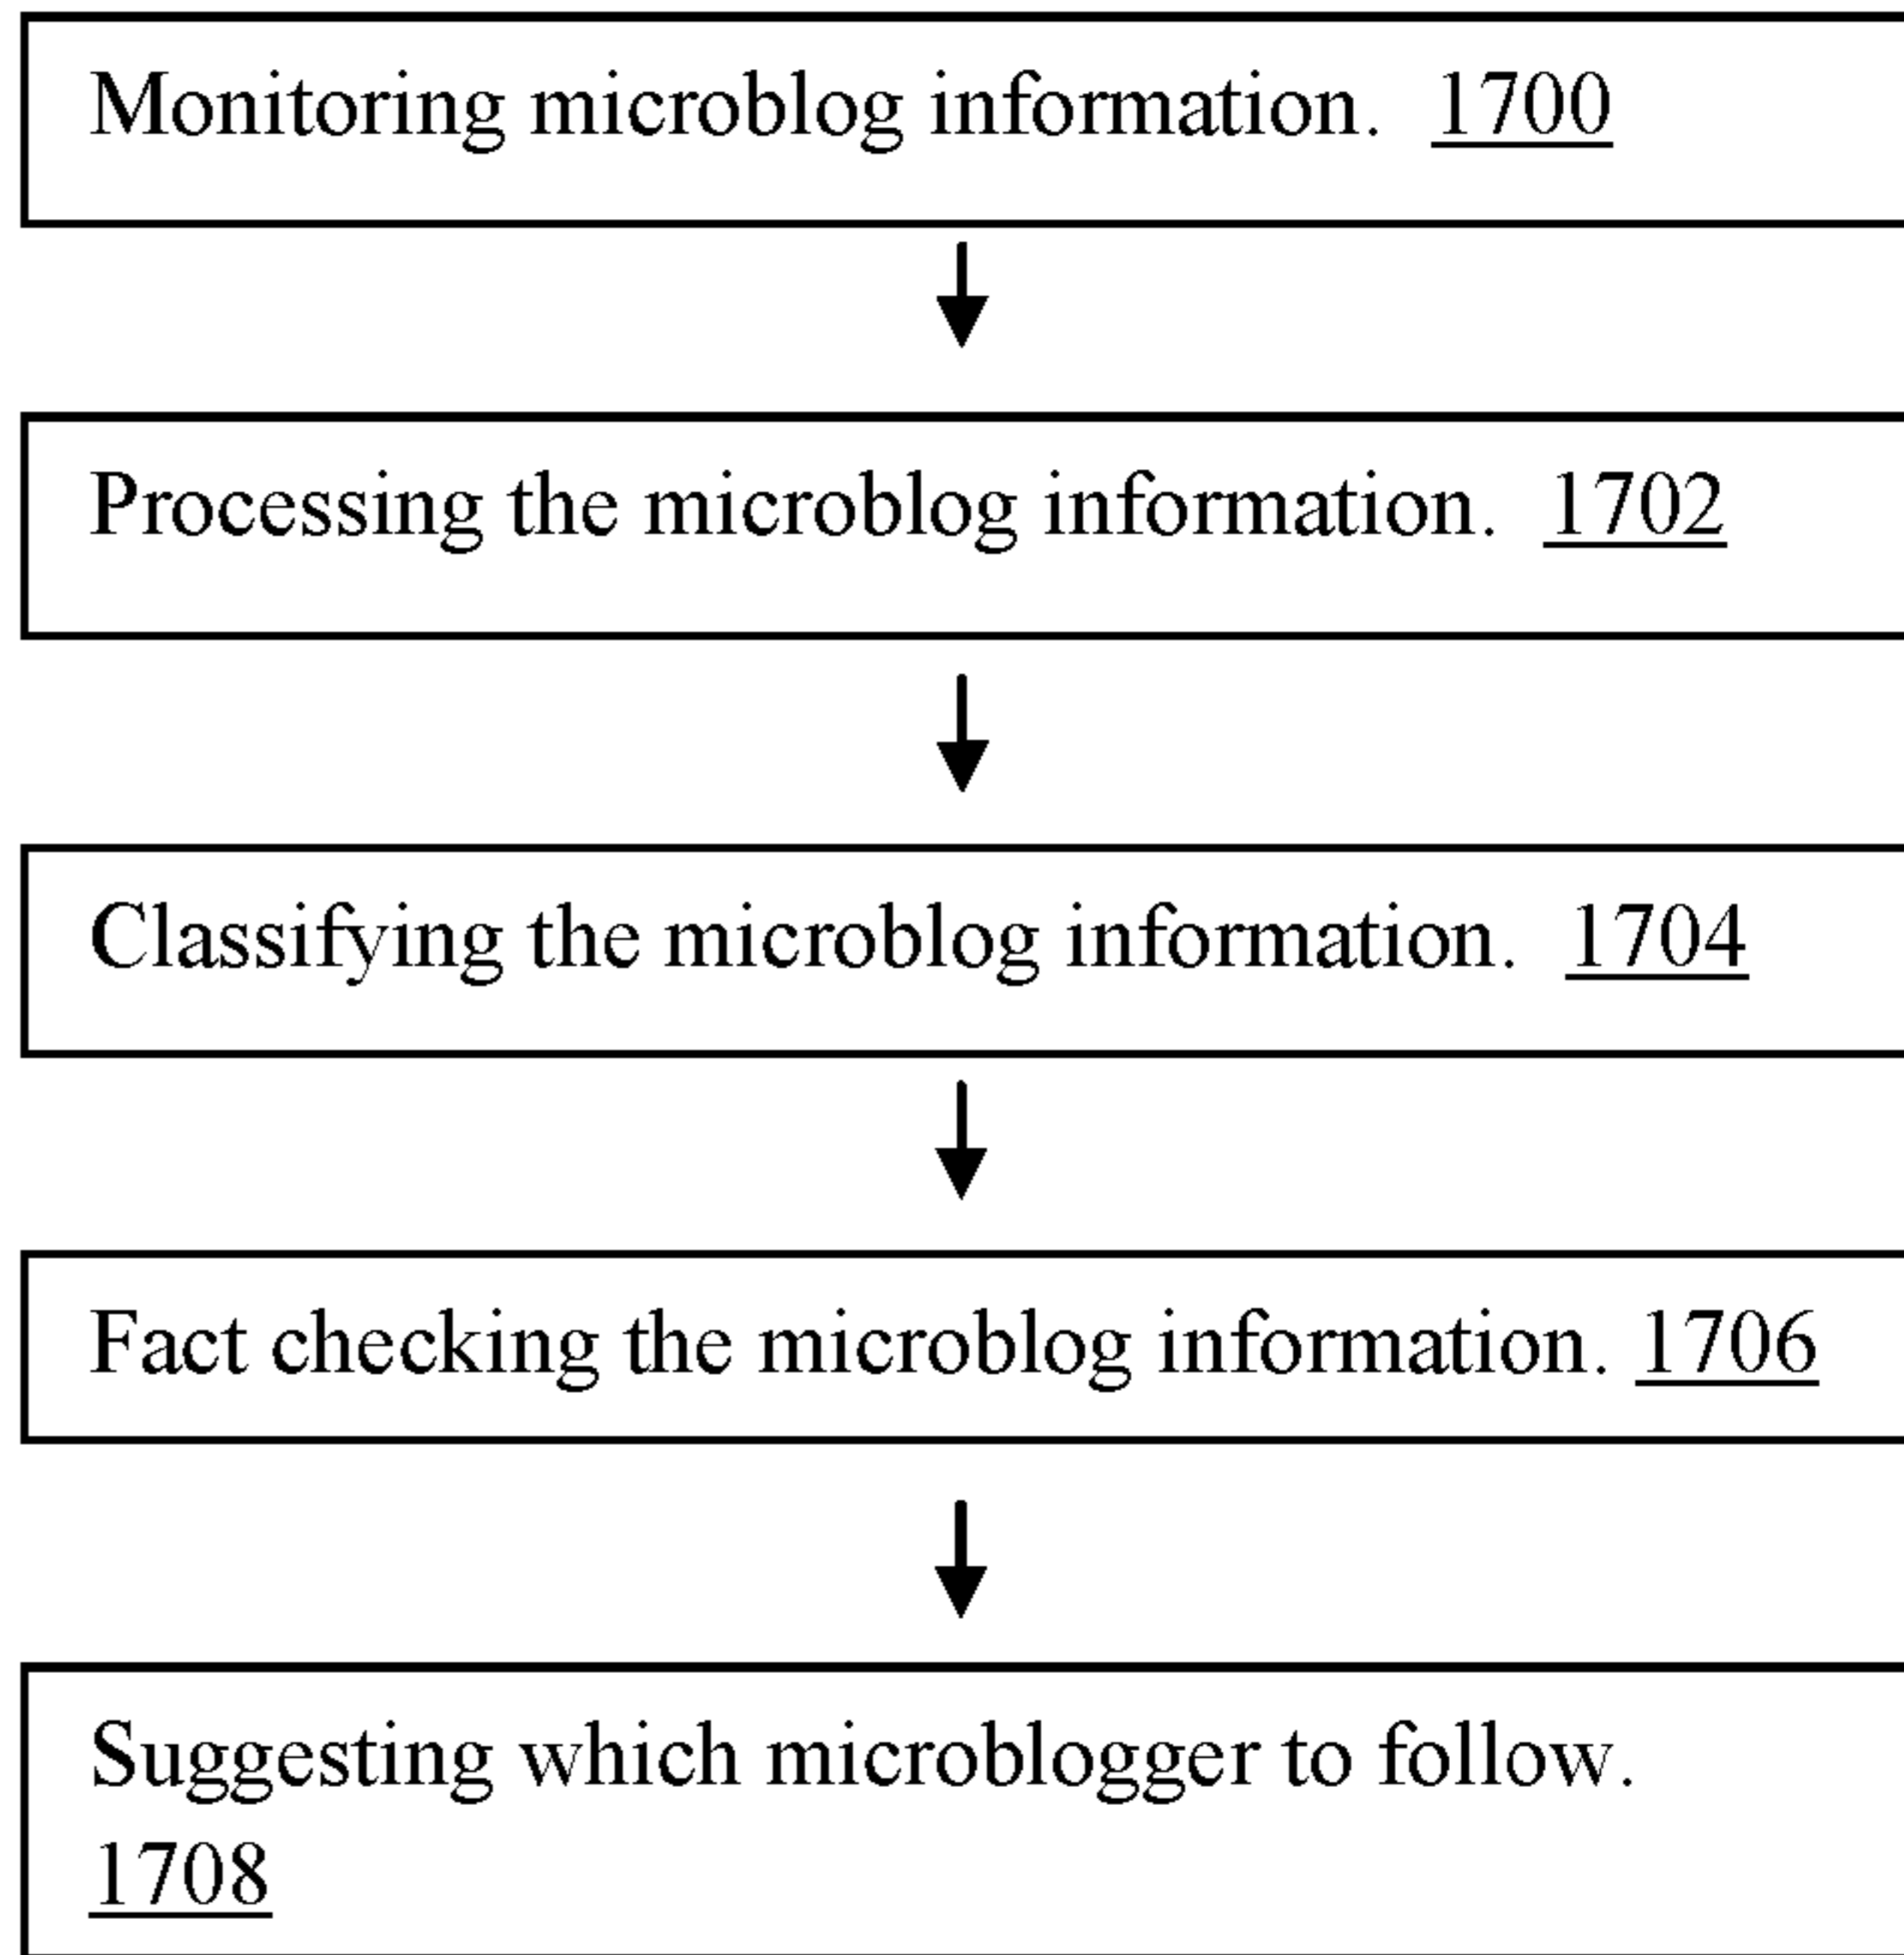 Monitoring microblog information. 1700
Processing the microblog information. 1702
Classifying the microblog information. 1704
Fact checking the microblog information. 1706
Suggesting which microblogger to follow.
1708